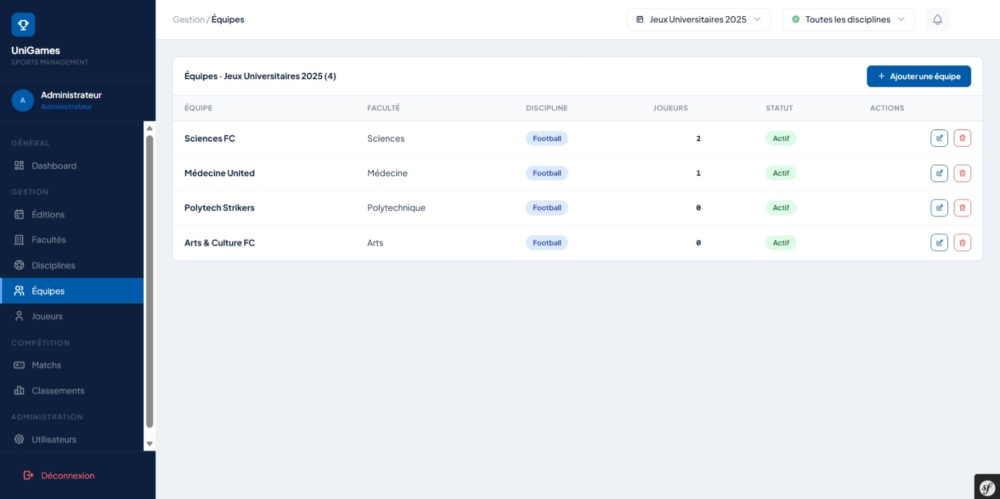 UniGames
SPORTS MANAGEMENT
A
Administrateur
Administrateur
GÉNÉRAL
Dashboard
GESTION
Éditions
Facultés
Disciplines
Équipes
Joueurs
COMPÉTITION
Matchs
Classements
ADMINISTRATION
Utilisateurs
Déconnexion
Gestion / Équipes
Jeux Universitaires 2025
Toutes les disciplines
Équipes · Jeux Universitaires 2025 (4)
+ Ajouter une équipe
ÉQUIPE FACULTÉ DISCIPLINE JOUEURS STATUT ACTIONS
Sciences FC Sciences Football 2 Actif
Médecine United Médecine Football 1 Actif
Polytech Strikers Polytechnique Football 0 Actif
Arts & Culture FC Arts Football 0 Actif
sf